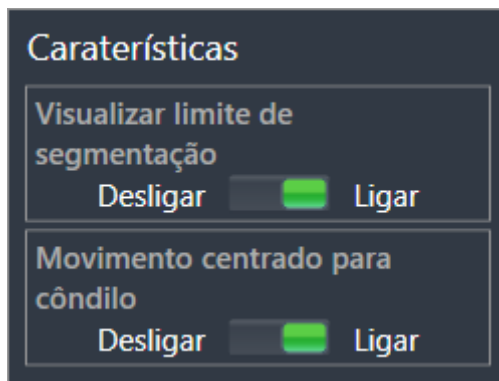 Caraterísticas
Visualizar limite de
segmentação
Desligar Ligar
Movimento centrado para
côndilo
Desligar Ligar